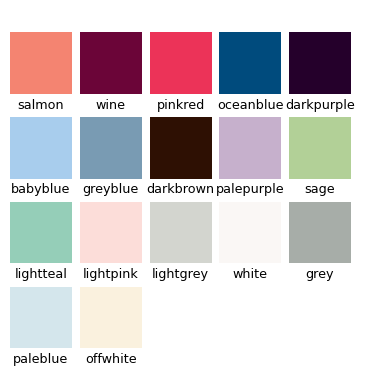 salmon wine pinkred oceanblue darkpurple
babyblue greyblue darkbrown palepurple sage
lightteal lightpink lightgrey white grey
paleblue offwhite